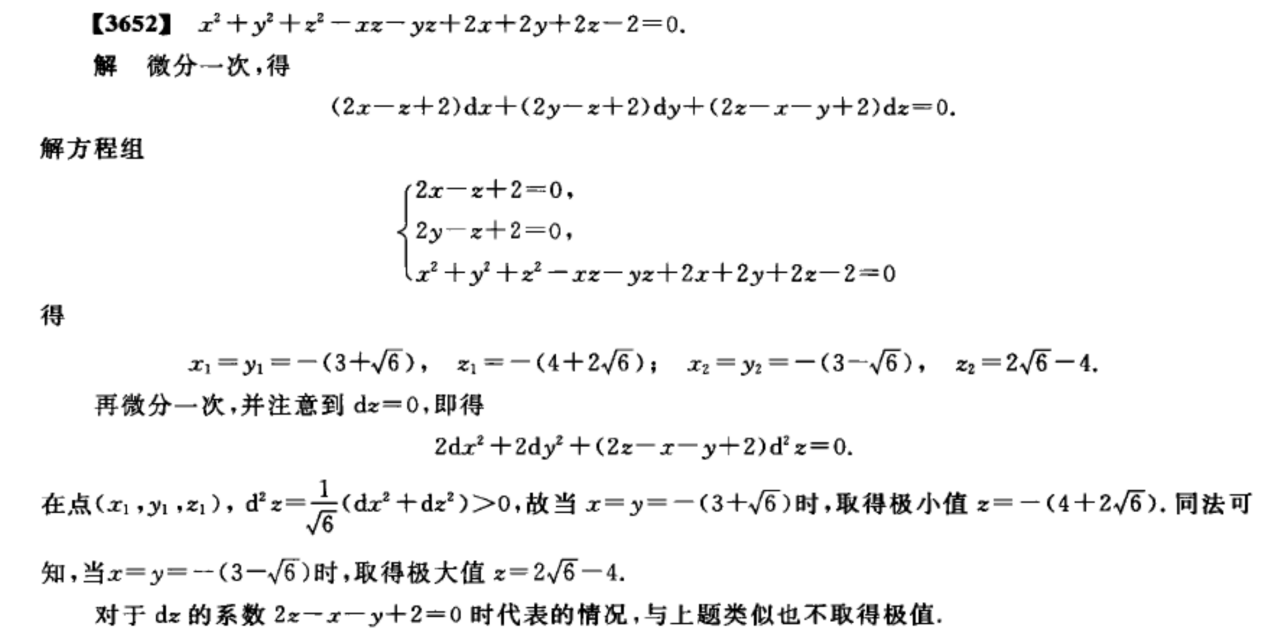 【3652】 x²+y²+z²-xz-yz+2x+2y+2z-2=0.
解 微分一次,得
(2x-z+2)dx+(2y-z+2)dy+(2z-x-y+2)dz=0.
解方程组
{2x-z+2=0,
2y-z+2=0,
x²+y²+z²-xz-yz+2x+2y+2z-2=0
得
x₁=y₁=-(3+√6), z₁=-(4+2√6); x₂=y₂=-(3-√6), z₂=2√6-4.
再微分一次,并注意到 dz=0,即得
2dx²+2dy²+(2z-x-y+2)d²z=0.
在点(x₁,y₁,z₁), d²z=1/√6(dx²+dz²)>0,故当 x=y=-(3+√6)时,取得极小值 z=-(4+2√6). 同法可
知,当x=y=-(3-√6)时,取得极大值 z=2√6-4.
对于 dz 的系数 2z-x-y+2=0 时代表的情况,与上题类似也不取得极值.